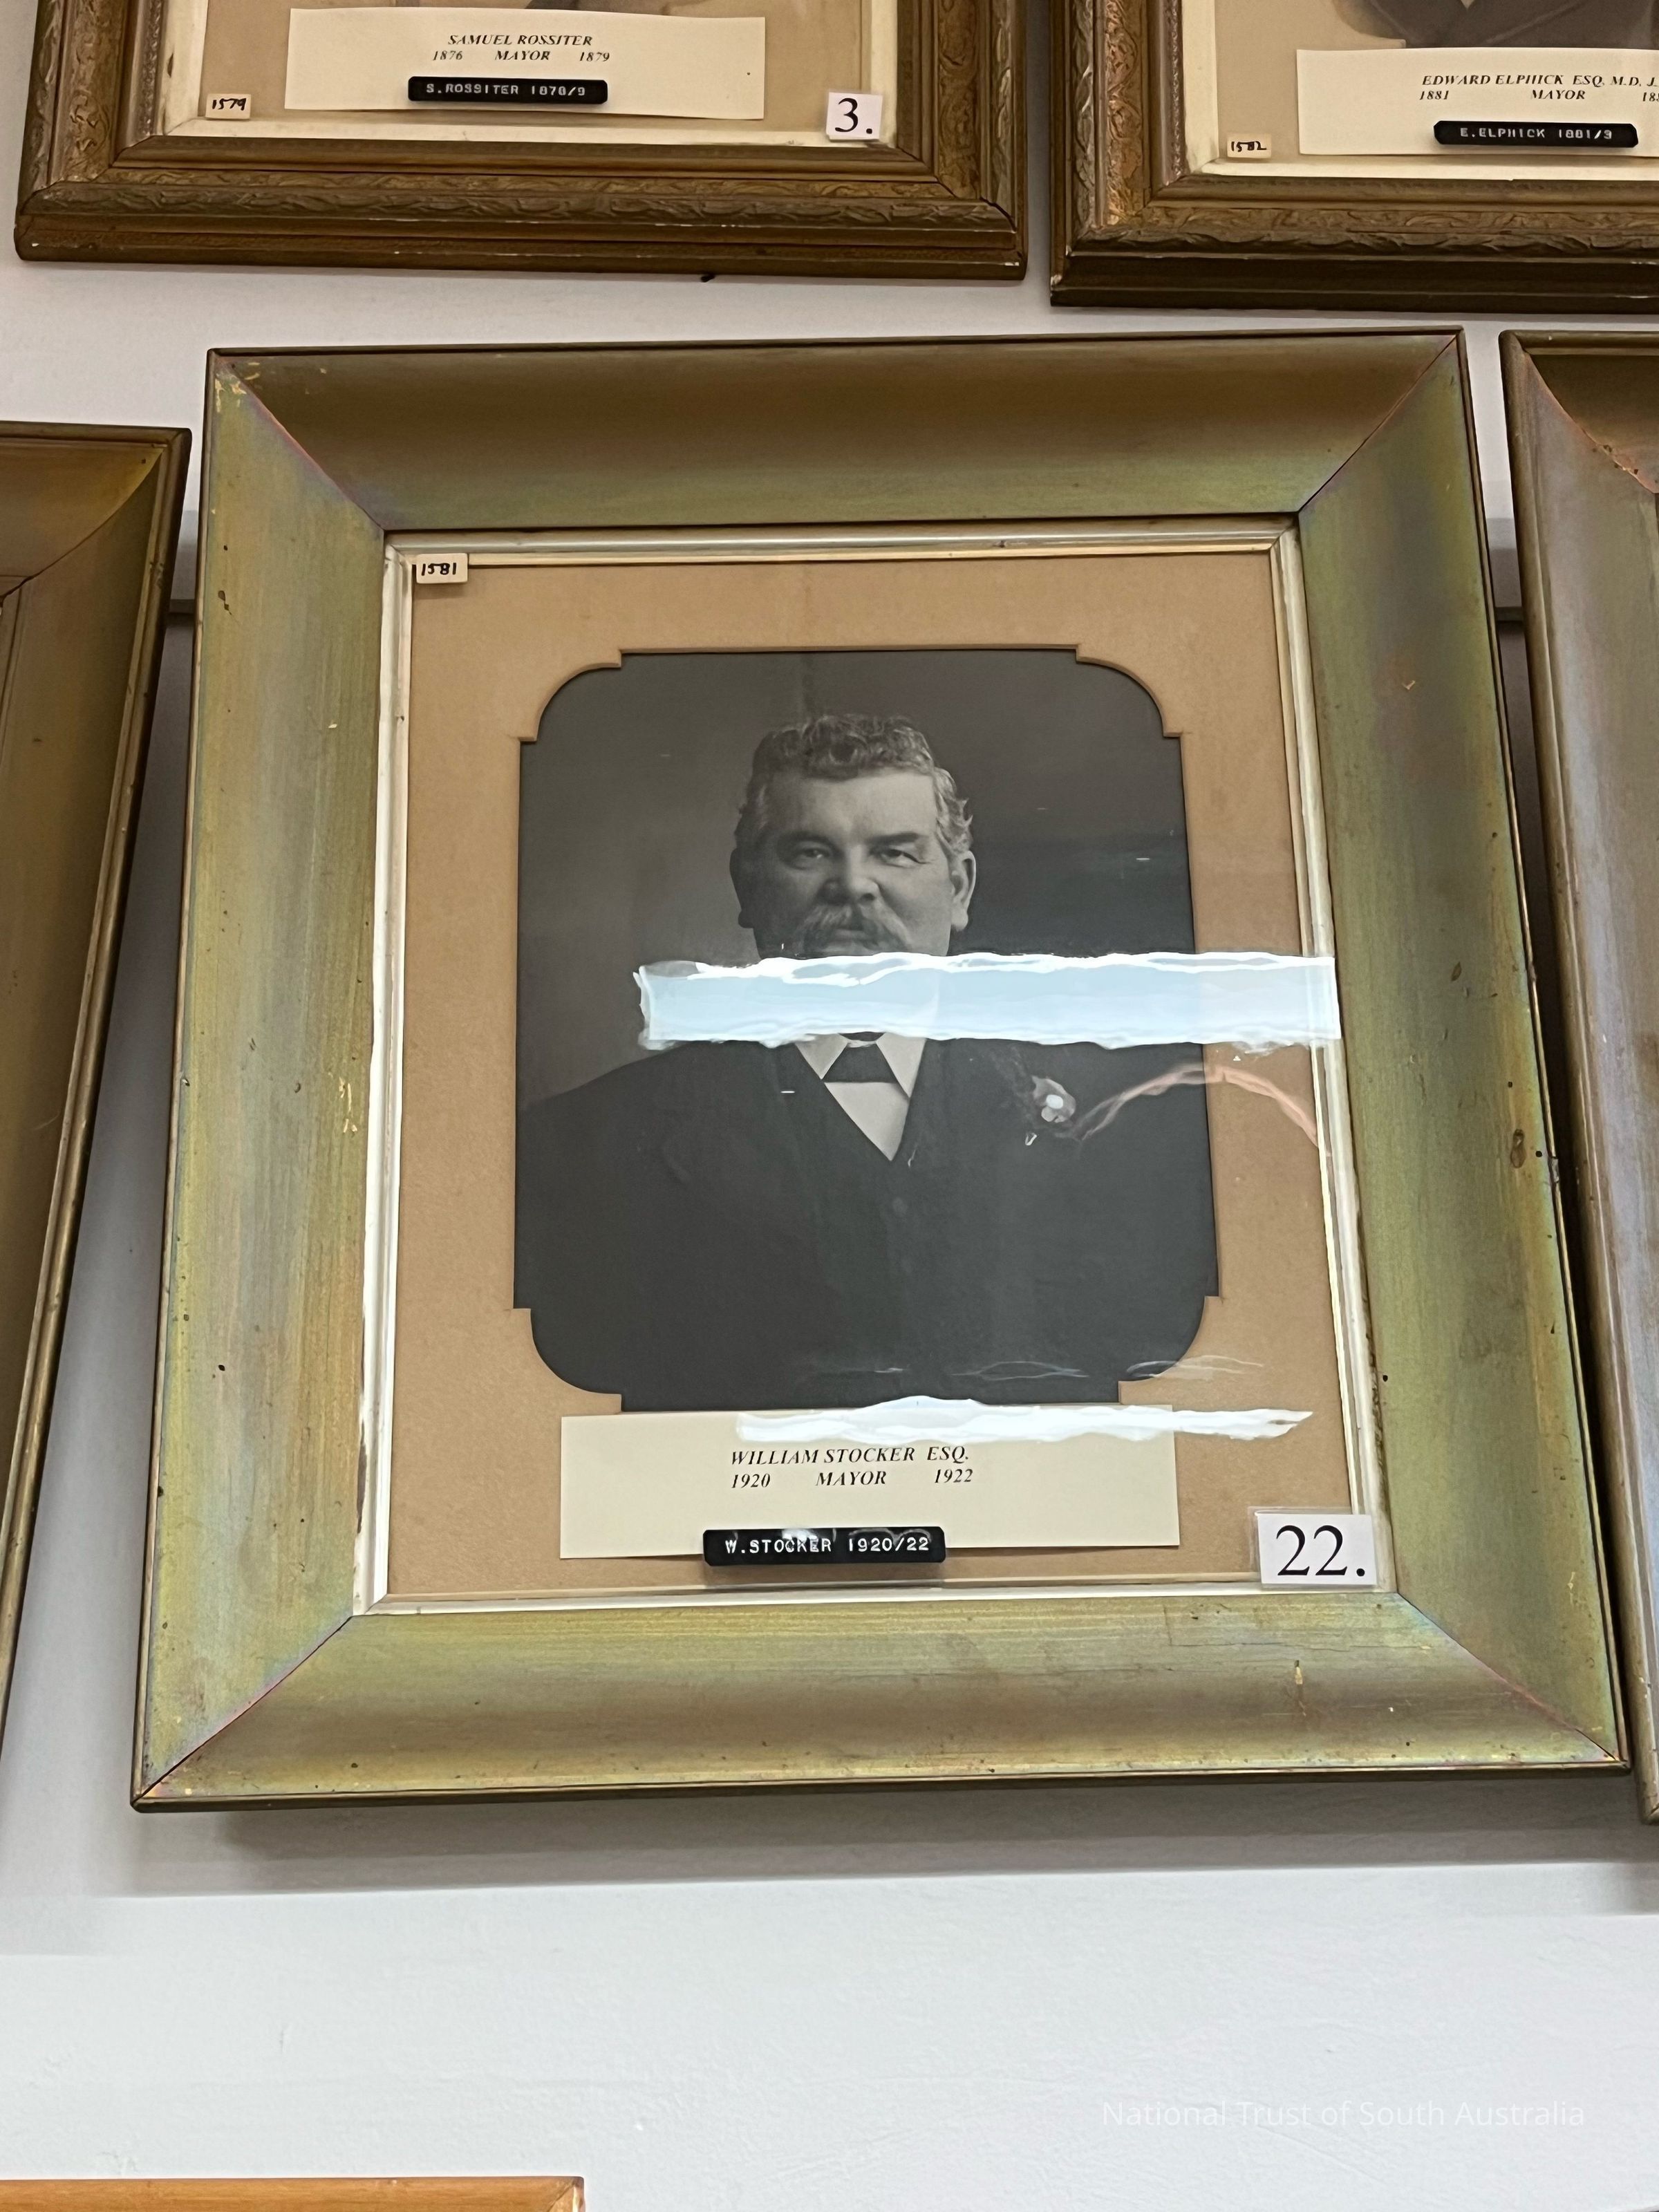 SAMUEL ROSSITER
1876 MAYOR 1879
S.ROSSITER 1878/9
1579
3.
EDWARD ELPHICK ESQ. M.D. J.
1881 MAYOR
E.ELPHICK 1881/3
1582
1581
WILLIAM STOCKER ESQ.
1920 MAYOR 1922
W.STOCKER 1920/22
22.
National Trust of South Australia